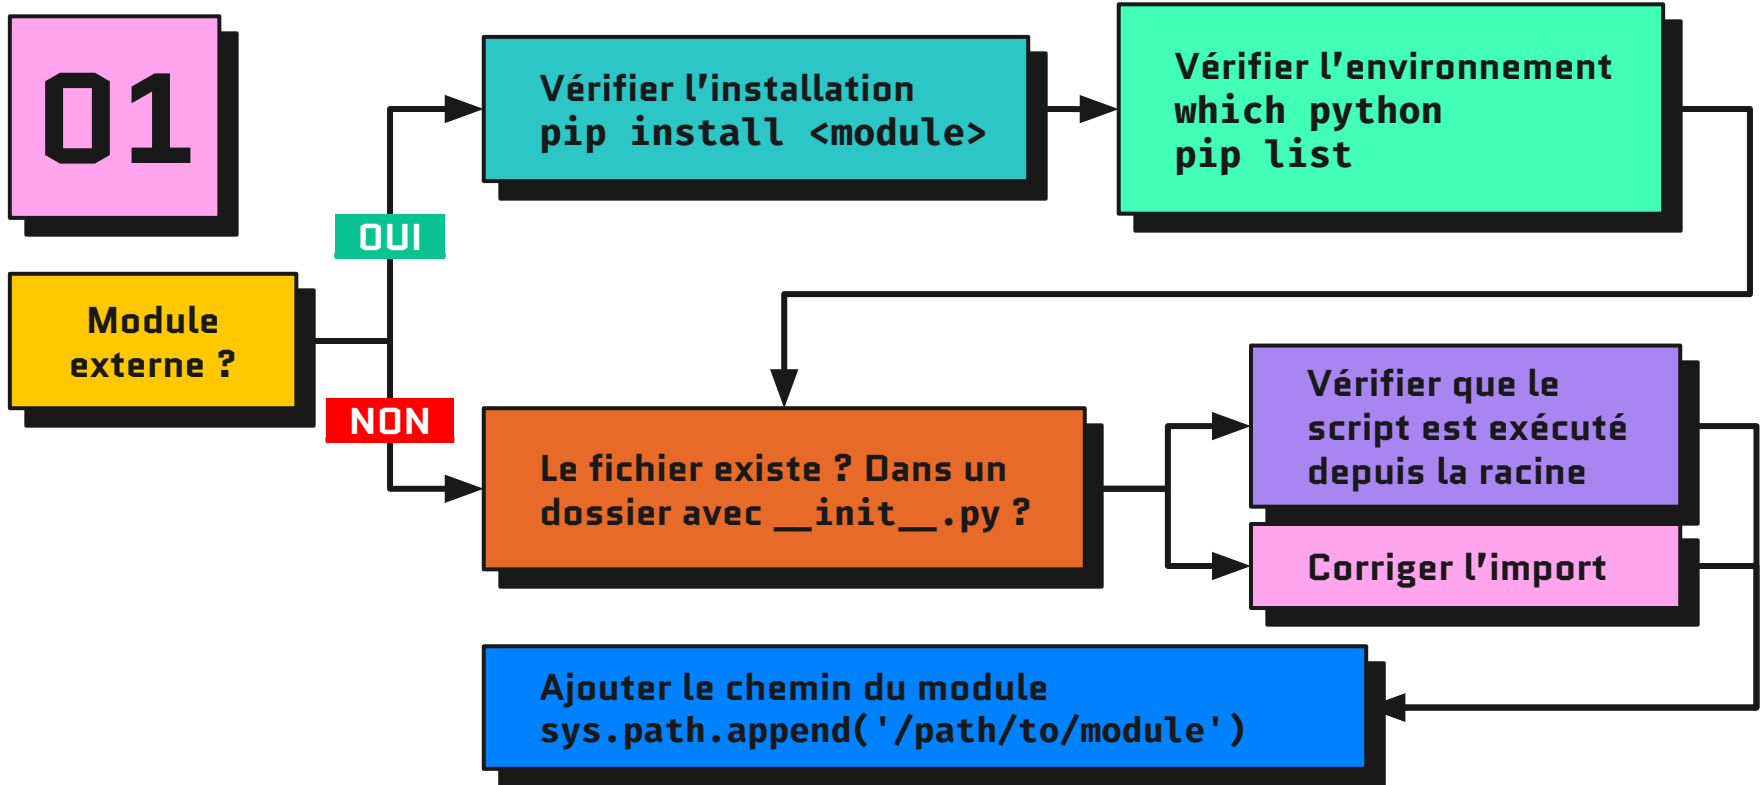 01
Module
externe ?
OUI
NON
Vérifier l'installation
pip install <module>
Vérifier l'environnement
which python
pip list
Le fichier existe ? Dans un
dossier avec __init__.py ?
Vérifier que le
script est exécuté
depuis la racine
Corriger l'import
Ajouter le chemin du module
sys.path.append('/path/to/module')